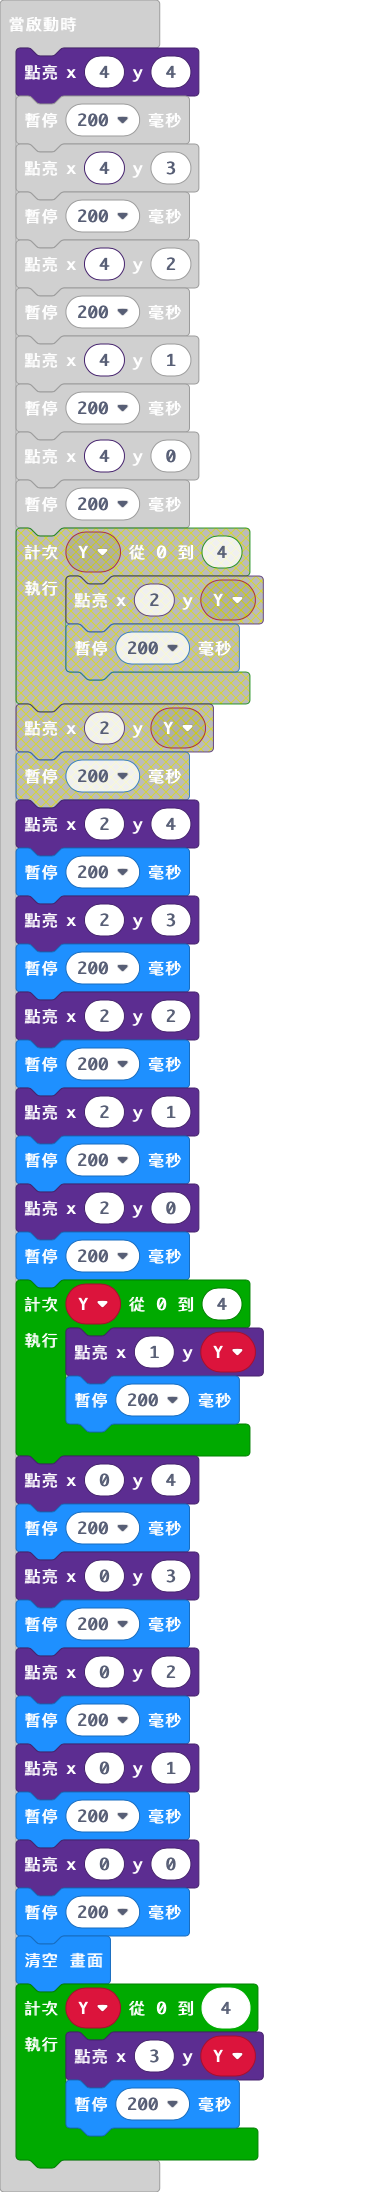 當啟動時
點亮 x 4 y 4
暫停 200 毫秒
點亮 x 4 y 3
暫停 200 毫秒
點亮 x 4 y 2
暫停 200 毫秒
點亮 x 4 y 1
暫停 200 毫秒
點亮 x 4 y 0
暫停 200 毫秒
計次 Y 從 0 到 4
執行
點亮 x 2 y Y
暫停 200 毫秒
點亮 x 2 y Y
暫停 200 毫秒
點亮 x 2 y 4
暫停 200 毫秒
點亮 x 2 y 3
暫停 200 毫秒
點亮 x 2 y 2
暫停 200 毫秒
點亮 x 2 y 1
暫停 200 毫秒
點亮 x 2 y 0
暫停 200 毫秒
計次 Y 從 0 到 4
執行
點亮 x 1 y Y
暫停 200 毫秒
點亮 x 0 y 4
暫停 200 毫秒
點亮 x 0 y 3
暫停 200 毫秒
點亮 x 0 y 2
暫停 200 毫秒
點亮 x 0 y 1
暫停 200 毫秒
點亮 x 0 y 0
暫停 200 毫秒
清空 畫面
計次 Y 從 0 到 4
執行
點亮 x 3 y Y
暫停 200 毫秒